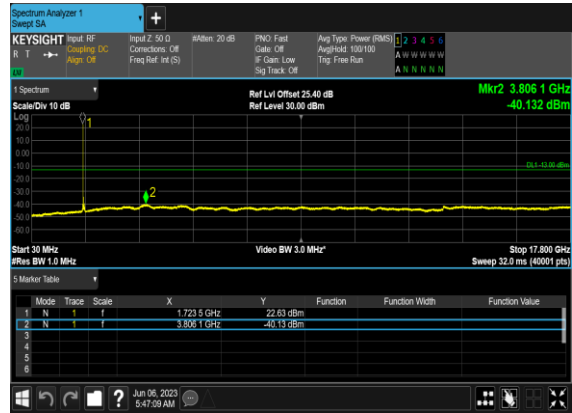 Spectrum Analyzer 1
Swept SA
KEYSIGHT
R T
Input: RF
Coupling: DC
Align: Off
Input Z: 50 Ω
Corrections: Off
Freq Ref: Int (S)
#Atten: 20 dB
PNO: Fast
Gate: Off
IF Gain: Low
Sig Track: Off
Avg Type: Power (RMS)
Avg|Hold: 100/100
Trig: Free Run
1 2 3 4 5 6
A W W W W W
A N N N N N
1 Spectrum
Scale/Div 10 dB
Ref Lvl Offset 25.40 dB
Ref Level 30.00 dBm
Mkr2 3.806 1 GHz
-40.132 dBm
Log
20.0
10.0
0.00
-10.0
-20.0
-30.0
-40.0
-50.0
-60.0
1
2
DL1 -13.00 dBm
Start 30 MHz
#Res BW 1.0 MHz
Video BW 3.0 MHz*
Stop 17.800 GHz
Sweep 32.0 ms (40001 pts)
5 Marker Table
Mode Trace Scale X Y Function Function Width Function Value
1 N 1 f 1.723 5 GHz 22.63 dBm
2 N 1 f 3.806 1 GHz -40.13 dBm
3
4
5
6
?
Jun 06, 2023
5:47:09 AM